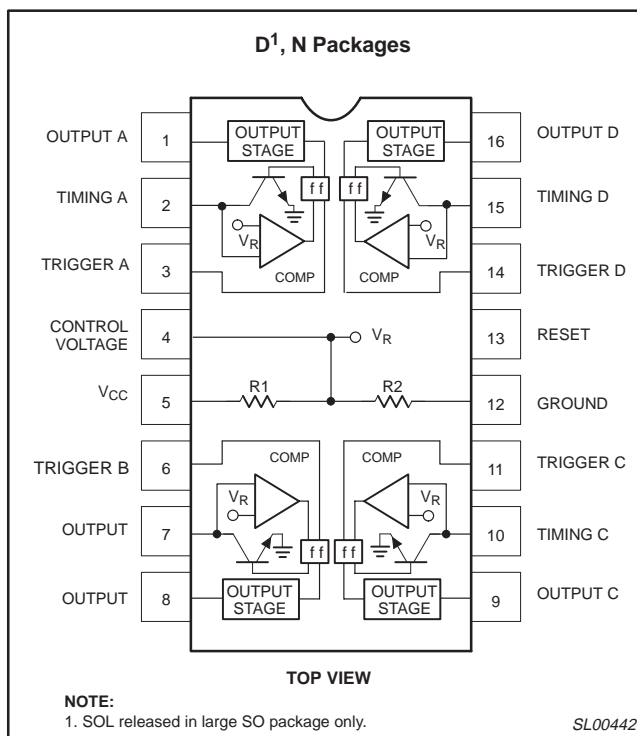 D1, N Packages
OUTPUT A 1 OUTPUT STAGE OUTPUT STAGE 16 OUTPUT D
TIMING A 2 f f f f 15 TIMING D
VR VR
TRIGGER A 3 COMP COMP 14 TRIGGER D
CONTROL VOLTAGE 4 VR 13 RESET
VCC 5 R1 R2 12 GROUND
TRIGGER B 6 COMP COMP 11 TRIGGER C
VR VR
OUTPUT 7 f f f f 10 TIMING C
OUTPUT 8 OUTPUT STAGE OUTPUT STAGE 9 OUTPUT C
TOP VIEW
NOTE:
1. SOL released in large SO package only.
SL00442